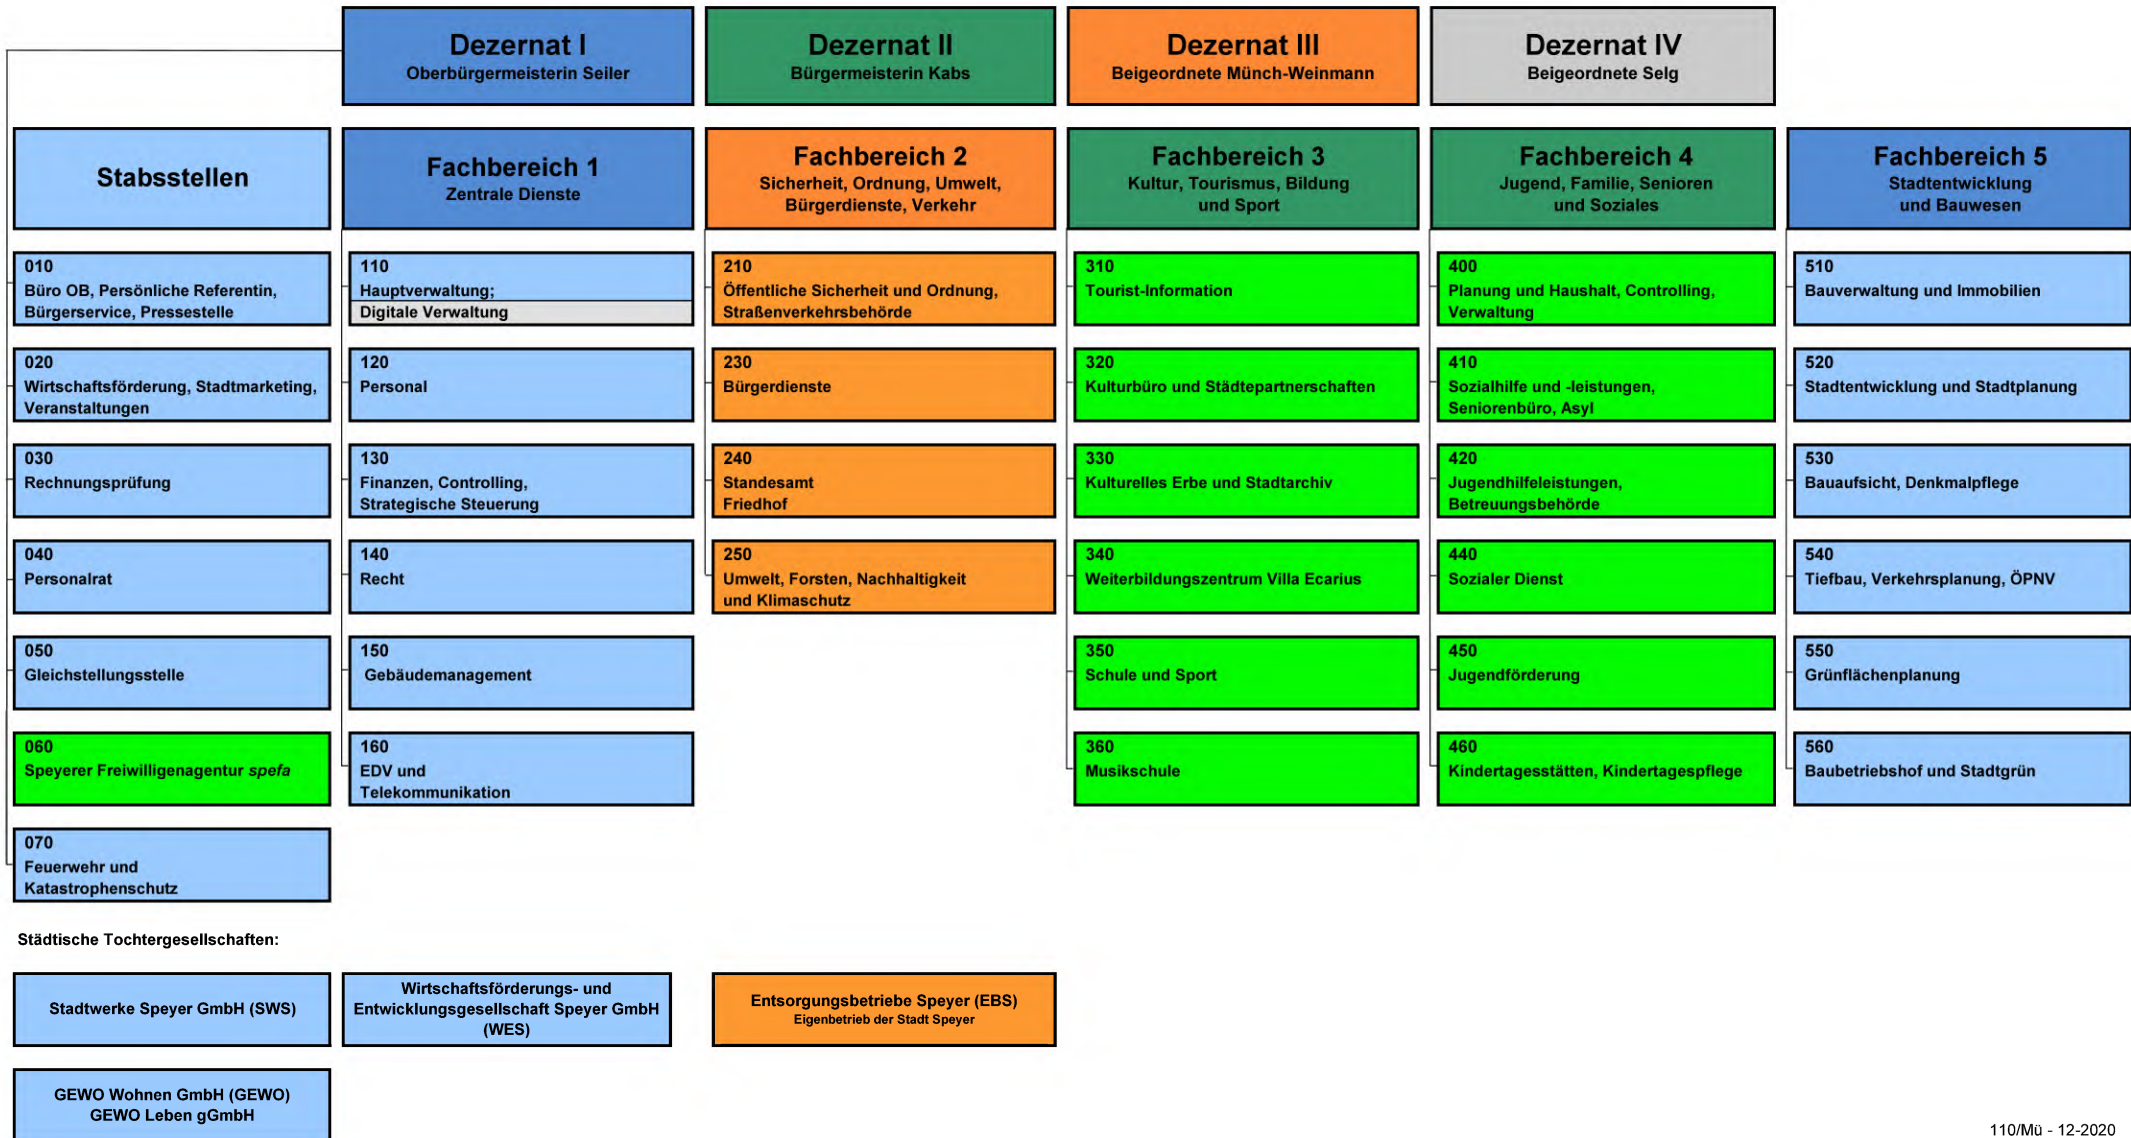 Dezernat I
Oberbürgermeisterin Seiler
Dezernat II
Bürgermeisterin Kabs
Dezernat III
Beigeordnete Münch-Weinmann
Dezernat IV
Beigeordnete Selg
Stabsstellen
010
Büro OB, Persönliche Referentin,
Bürgerservice, Pressestelle
020
Wirtschaftsförderung, Stadtmarketing,
Veranstaltungen
030
Rechnungsprüfung
040
Personalrat
050
Gleichstellungsstelle
060
Speyerer Freiwilligenagentur spefa
070
Feuerwehr und
Katastrophenschutz
Fachbereich 1
Zentrale Dienste
110
Hauptverwaltung;
Digitale Verwaltung
120
Personal
130
Finanzen, Controlling,
Strategische Steuerung
140
Recht
150
Gebäudemanagement
160
EDV und
Telekommunikation
Fachbereich 2
Sicherheit, Ordnung, Umwelt,
Bürgerdienste, Verkehr
210
Öffentliche Sicherheit und Ordnung,
Straßenverkehrsbehörde
230
Bürgerdienste
240
Standesamt
Friedhof
250
Umwelt, Forsten, Nachhaltigkeit
und Klimaschutz
Fachbereich 3
Kultur, Tourismus, Bildung
und Sport
310
Tourist-Information
320
Kulturbüro und Städtepartnerschaften
330
Kulturelles Erbe und Stadtarchiv
340
Weiterbildungszentrum Villa Ecarius
350
Schule und Sport
360
Musikschule
Fachbereich 4
Jugend, Familie, Senioren
und Soziales
400
Planung und Haushalt, Controlling,
Verwaltung
410
Sozialhilfe und -leistungen,
Seniorenbüro, Asyl
420
Jugendhilfeleistungen,
Betreuungsbehörde
440
Sozialer Dienst
450
Jugendförderung
460
Kindertagesstätten, Kindertagespflege
Fachbereich 5
Stadtentwicklung
und Bauwesen
510
Bauverwaltung und Immobilien
520
Stadtentwicklung und Stadtplanung
530
Bauaufsicht, Denkmalpflege
540
Tiefbau, Verkehrsplanung, ÖPNV
550
Grünflächenplanung
560
Baubetriebshof und Stadtgrün
Städtische Tochtergesellschaften:
Stadtwerke Speyer GmbH (SWS)
Wirtschaftsförderungs- und
Entwicklungsgesellschaft Speyer GmbH
(WES)
Entsorgungsbetriebe Speyer (EBS)
Eigenbetrieb der Stadt Speyer
GEWO Wohnen GmbH (GEWO)
GEWO Leben gGmbH
110/Mü - 12-2020